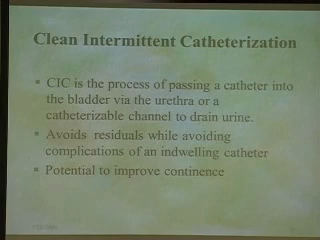 Clean Intermittent Catheterization
▪ CIC is the process of passing a catheter into
the bladder via the urethra or a
catheterizable channel to drain urine.
▪ Avoids residuals while avoiding
complications of an indwelling catheter
▪ Potential to improve continence